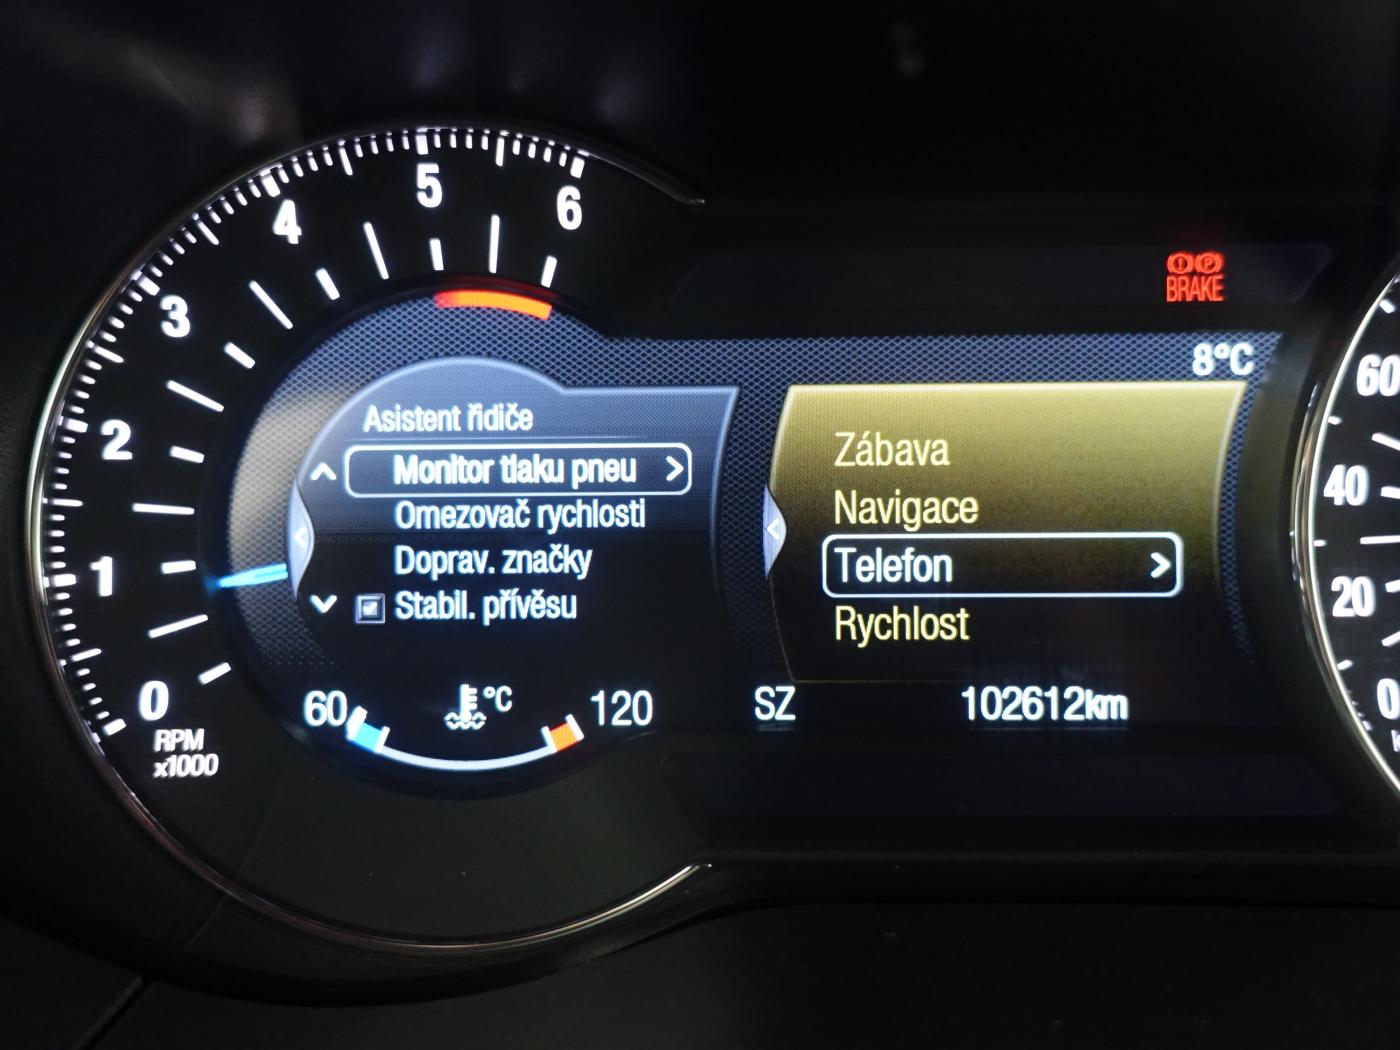 6
5
4
3
2
1
0
RPM
x1000
BRAKE
8°C
Asistent řidiče
Monitor tlaku pneu
Omezovač rychlosti
Doprav. značky
Stabil. přívěsu
60 °C 120
Zábava
Navigace
Telefon
Rychlost
SZ 102612km
60
40
20
0